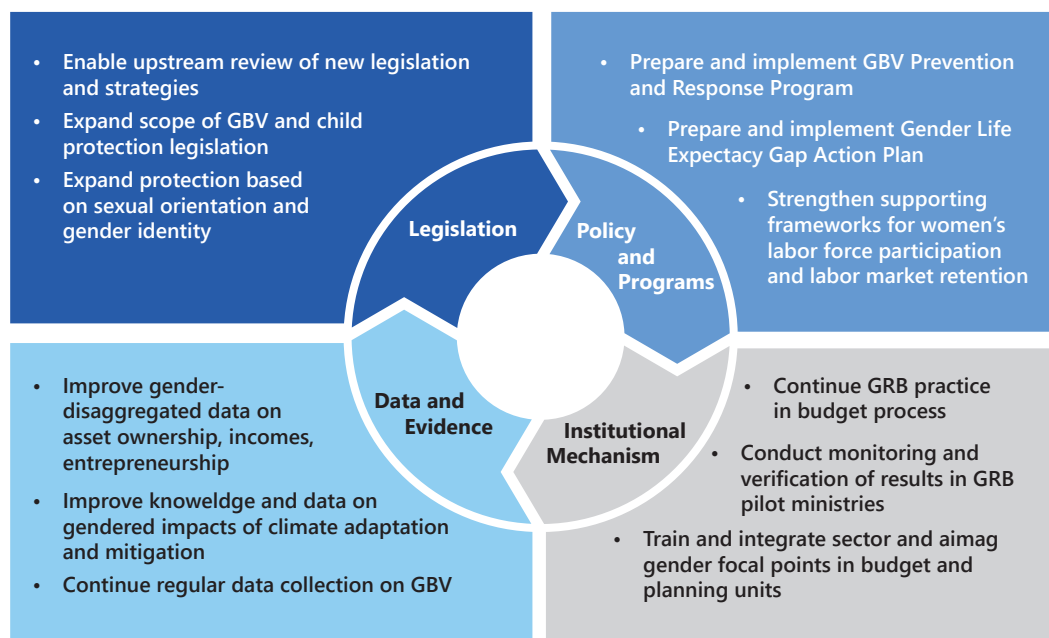 • Enable upstream review of new legislation
and strategies
• Expand scope of GBV and child
protection legislation
• Expand protection based
on sexual orientation and
gender identity
Legislation
• Prepare and implement GBV Prevention
and Response Program
• Prepare and implement Gender Life
Expectacy Gap Action Plan
• Strengthen supporting
frameworks for women’s
labor force participation
and labor market retention
Policy
and
Programs
• Improve gender-
disaggregated data on
asset ownership, incomes,
entrepreneurship
• Improve knoweldge and data on
gendered impacts of climate adaptation
and mitigation
• Continue regular data collection on GBV
Data and
Evidence
Institutional
Mechanism
• Continue GRB practice
in budget process
• Conduct monitoring and
verification of results in GRB
pilot ministries
• Train and integrate sector and aimag
gender focal points in budget and
planning units